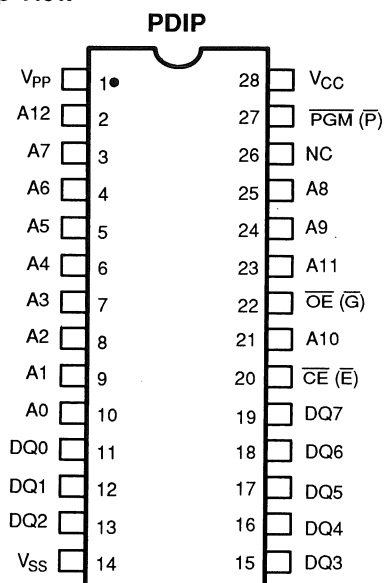 PDIP
VPP 1 28 VCC
A12 2 27 PGM (P)
A7 3 26 NC
A6 4 25 A8
A5 5 24 A9
A4 6 23 A11
A3 7 22 OE (G)
A2 8 21 A10
A1 9 20 CE (E)
A0 10 19 DQ7
DQ0 11 18 DQ6
DQ1 12 17 DQ5
DQ2 13 16 DQ4
VSS 14 15 DQ3